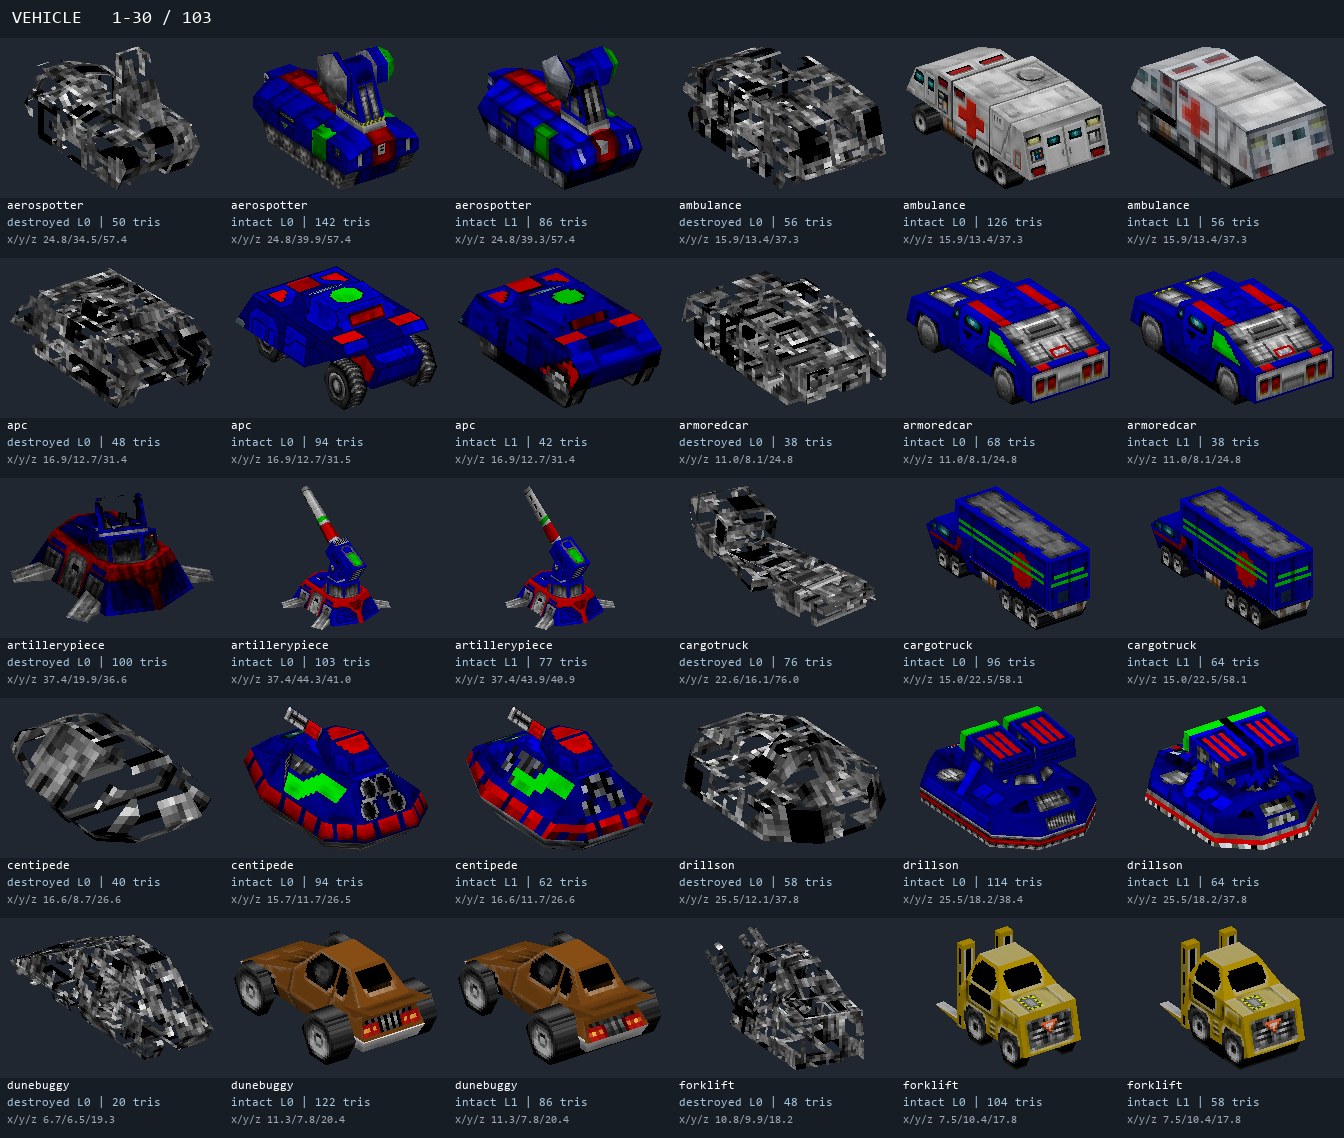 VEHICLE 1-30 / 103
aerospotter
destroyed L0 | 50 tris
x/y/z 24.8/34.5/57.4
aerospotter
intact L0 | 142 tris
x/y/z 24.8/39.9/57.4
aerospotter
intact L1 | 86 tris
x/y/z 24.8/39.3/57.4
ambulance
destroyed L0 | 56 tris
x/y/z 15.9/13.4/37.3
ambulance
intact L0 | 126 tris
x/y/z 15.9/13.4/37.3
ambulance
intact L1 | 56 tris
x/y/z 15.9/13.4/37.3
apc
destroyed L0 | 48 tris
x/y/z 16.9/12.7/31.4
apc
intact L0 | 94 tris
x/y/z 16.9/12.7/31.5
apc
intact L1 | 42 tris
x/y/z 16.9/12.7/31.4
armoredcar
destroyed L0 | 38 tris
x/y/z 11.0/8.1/24.8
armoredcar
intact L0 | 68 tris
x/y/z 11.0/8.1/24.8
armoredcar
intact L1 | 38 tris
x/y/z 11.0/8.1/24.8
artillerypiece
destroyed L0 | 100 tris
x/y/z 37.4/19.9/36.6
artillerypiece
intact L0 | 103 tris
x/y/z 37.4/44.3/41.0
artillerypiece
intact L1 | 77 tris
x/y/z 37.4/43.9/40.9
cargotruck
destroyed L0 | 76 tris
x/y/z 22.6/16.1/76.0
cargotruck
intact L0 | 96 tris
x/y/z 15.0/22.5/58.1
cargotruck
intact L1 | 64 tris
x/y/z 15.0/22.5/58.1
centipede
destroyed L0 | 40 tris
x/y/z 16.6/8.7/26.6
centipede
intact L0 | 94 tris
x/y/z 15.7/11.7/26.5
centipede
intact L1 | 62 tris
x/y/z 16.6/11.7/26.6
drillson
destroyed L0 | 58 tris
x/y/z 25.5/12.1/37.8
drillson
intact L0 | 114 tris
x/y/z 25.5/18.2/38.4
drillson
intact L1 | 64 tris
x/y/z 25.5/18.2/37.8
dunebuggy
destroyed L0 | 20 tris
x/y/z 6.7/6.5/19.3
dunebuggy
intact L0 | 122 tris
x/y/z 11.3/7.8/20.4
dunebuggy
intact L1 | 86 tris
x/y/z 11.3/7.8/20.4
forklift
destroyed L0 | 48 tris
x/y/z 10.8/9.9/18.2
forklift
intact L0 | 104 tris
x/y/z 7.5/10.4/17.8
forklift
intact L1 | 58 tris
x/y/z 7.5/10.4/17.8